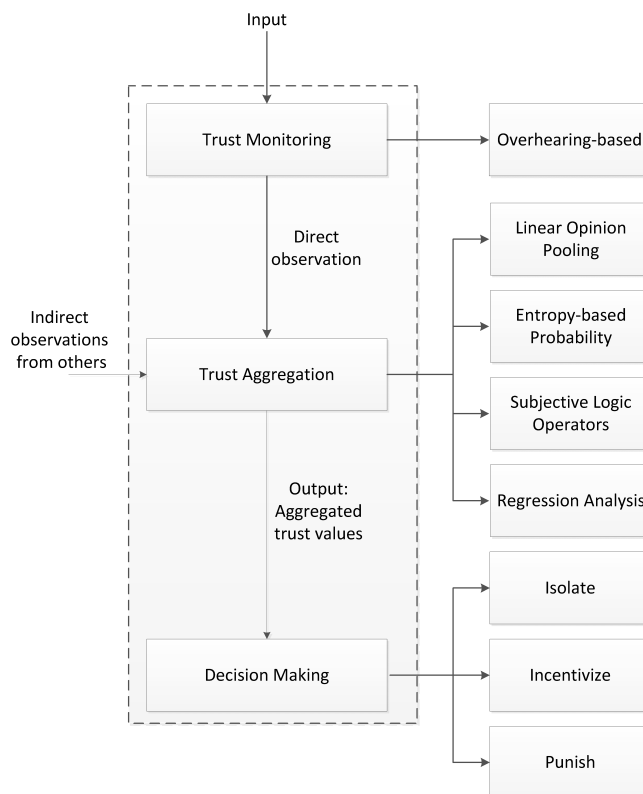 Input
Trust Monitoring
Overhearing-based
Direct
observation
Linear Opinion
Pooling
Entropy-based
Probability
Indirect
observations
from others
Trust Aggregation
Subjective Logic
Operators
Output:
Aggregated
trust values
Regression Analysis
Isolate
Decision Making
Incentivize
Punish